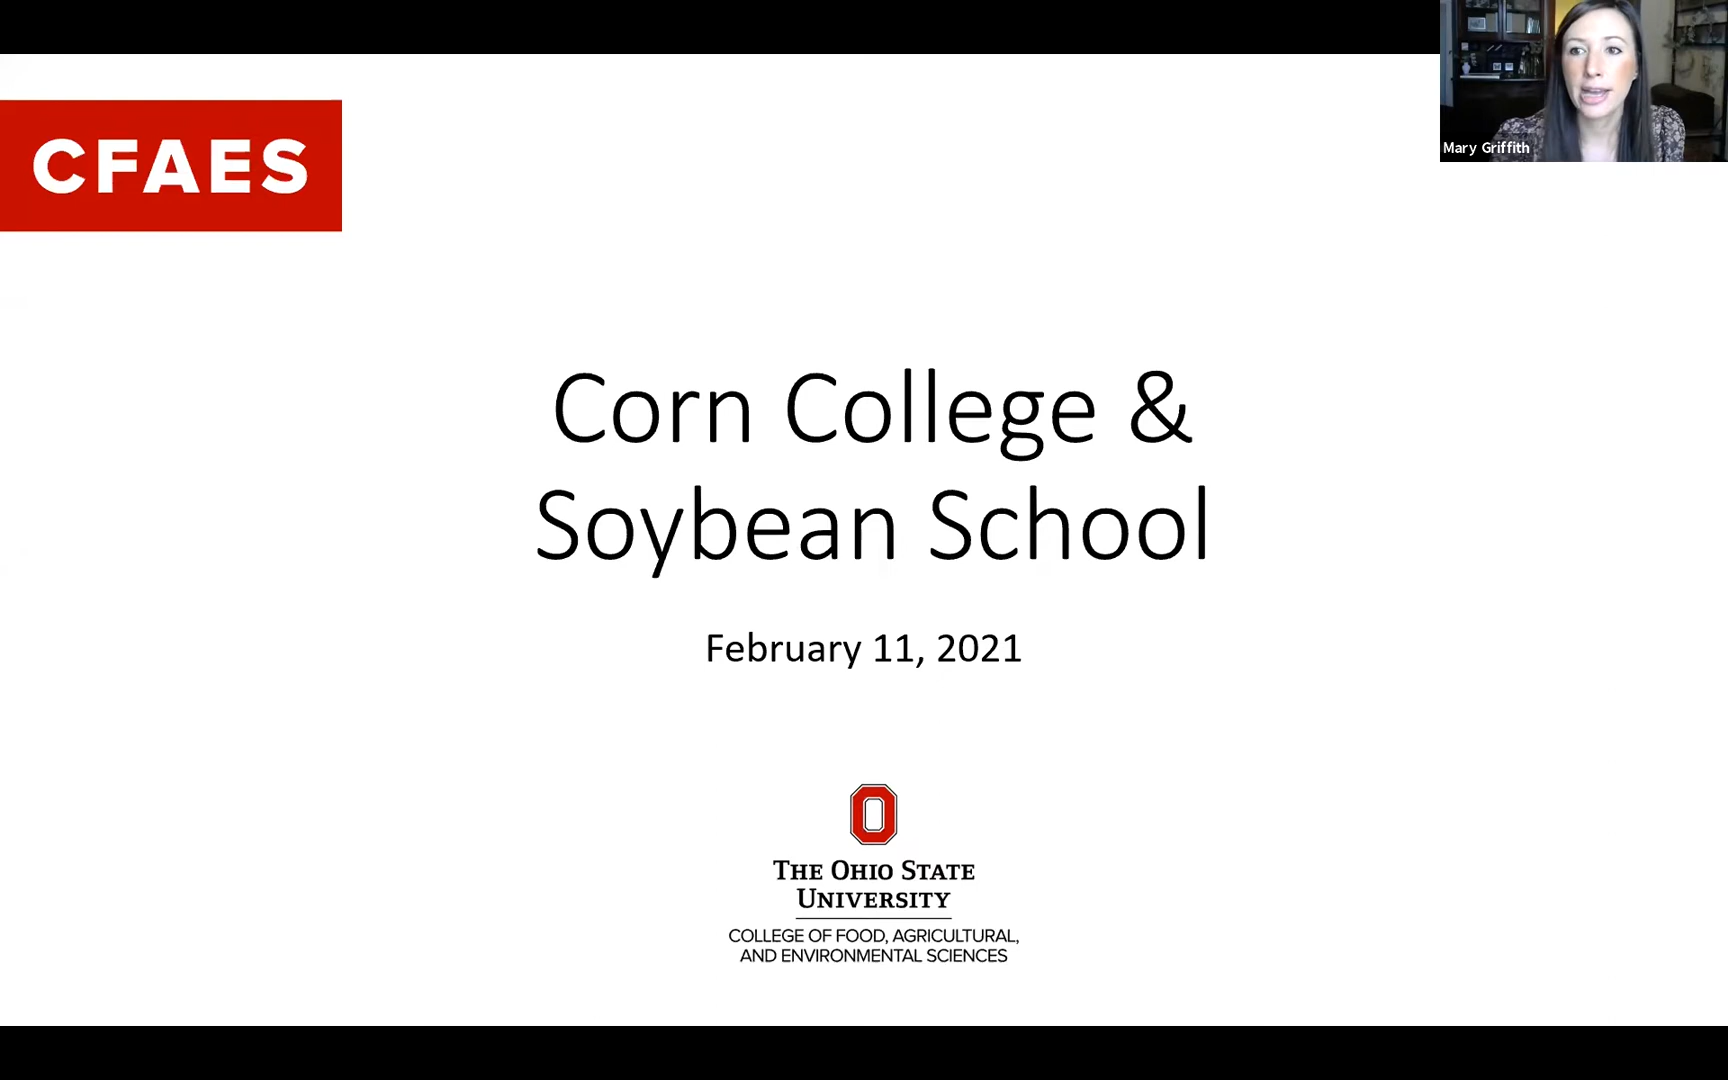 CFAES
Mary Griffith
Corn College &
Soybean School
February 11, 2021
THE OHIO STATE
UNIVERSITY
COLLEGE OF FOOD, AGRICULTURAL,
AND ENVIRONMENTAL SCIENCES